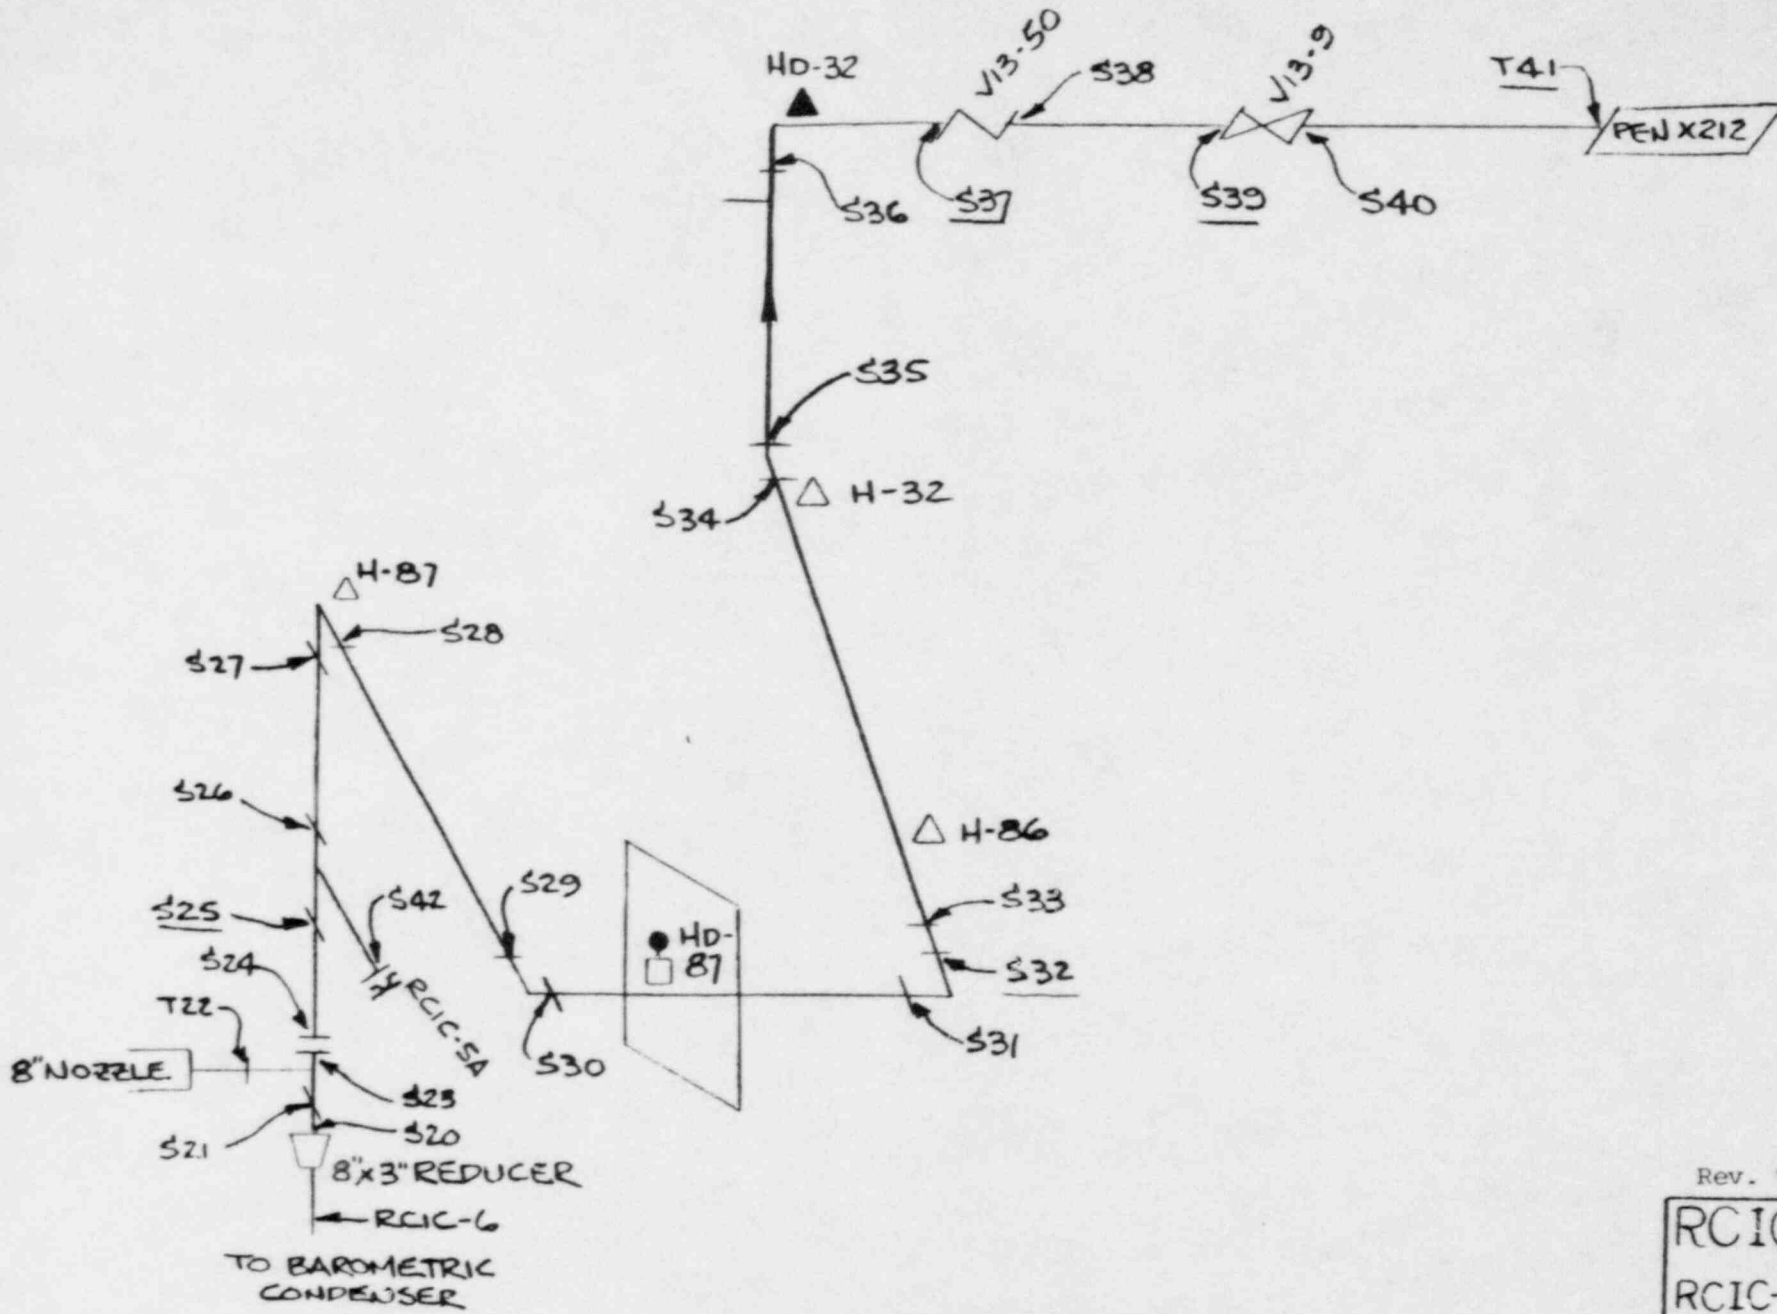 HD-32
V13-50
S38
V13-9
T41
PEN X212
S36
S37
S39
S40
S35
S34
H-32
H-87
S28
S27
S26
H-86
S29
S33
S25
S42
HD-
87
S24
S32
T22
RCIC-5A
S31
8" NOZZLE
S30
S23
S21
S20
8"x3" REDUCER
RCIC-6
TO BAROMETRIC
CONDENSER
Rev.